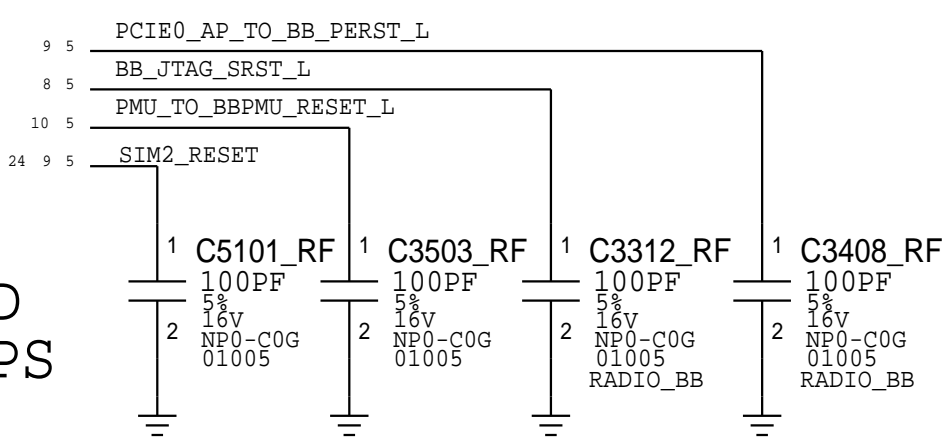 PCIE0_AP_TO_BB_PERST_L
9 5
BB_JTAG_SRST_L
8 5
PMU_TO_BBPMU_RESET_L
10 5
SIM2_RESET
24 9 5
1 C5101_RF
100PF
5%
16V
2 NP0-C0G
01005
1 C3503_RF
100PF
5%
16V
2 NP0-C0G
01005
1 C3312_RF
100PF
5%
16V
2 NP0-C0G
01005
RADIO_BB
1 C3408_RF
100PF
5%
16V
2 NP0-C0G
01005
RADIO_BB
PS